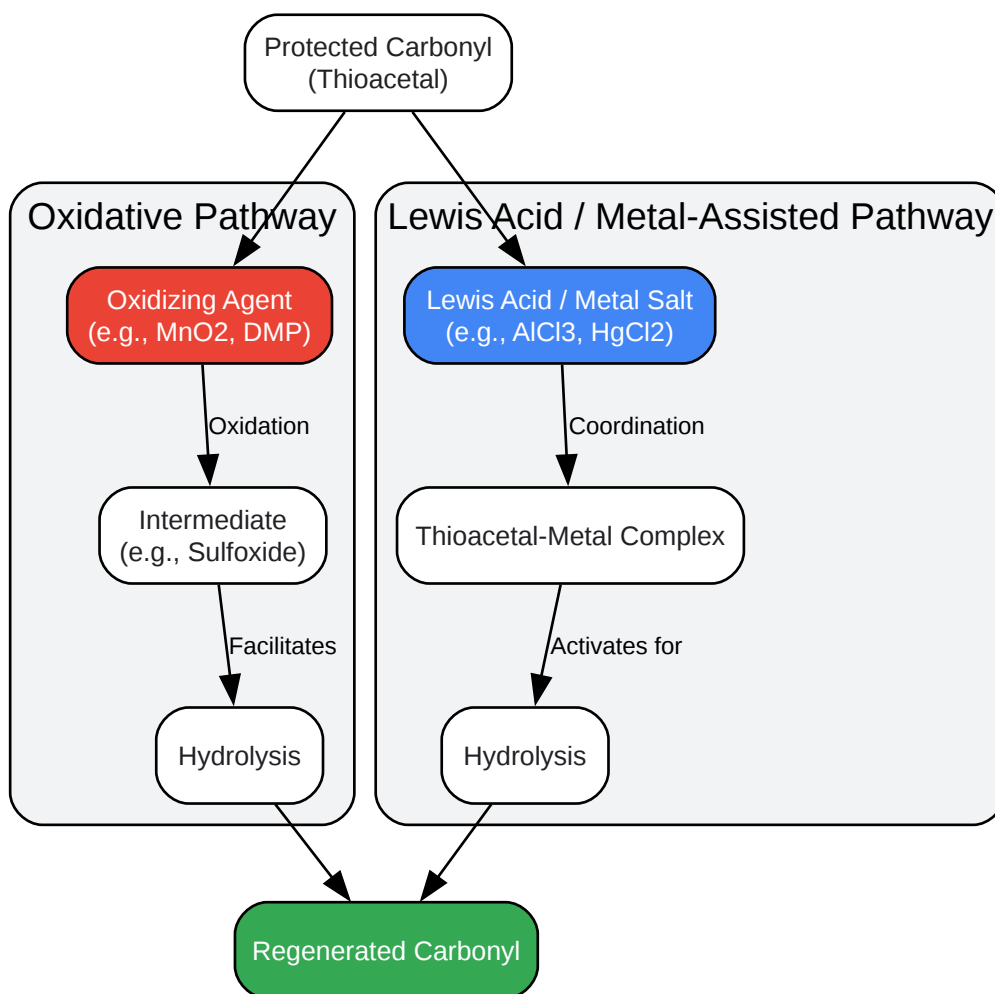 Protected Carbonyl
(Thioacetal)
Oxidative Pathway
Oxidizing Agent
(e.g., MnO2, DMP)
Oxidation
Intermediate
(e.g., Sulfoxide)
Facilitates
Hydrolysis
Lewis Acid / Metal-Assisted Pathway
Lewis Acid / Metal Salt
(e.g., AlCl3, HgCl2)
Coordination
Thioacetal-Metal Complex
Activates for
Hydrolysis
Regenerated Carbonyl